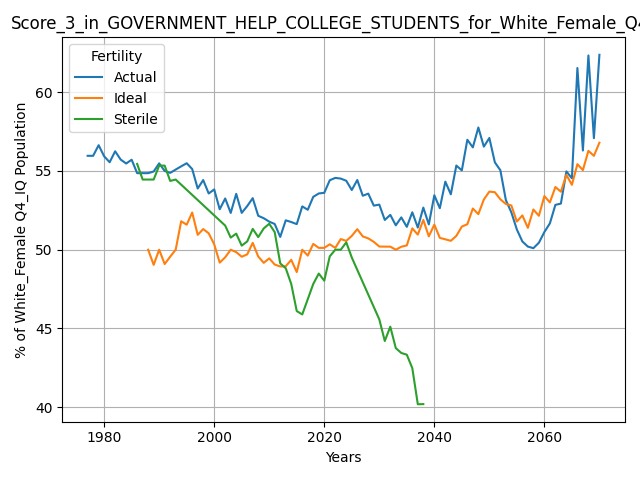 Score_3_in_GOVERNMENT_HELP_COLLEGE_STUDENTS_for_White_Female_Q4
Fertility
Actual
Ideal
Sterile
% of White_Female Q4_IQ Population
60
55
50
45
40
1980
2000
2020
2040
2060
Years